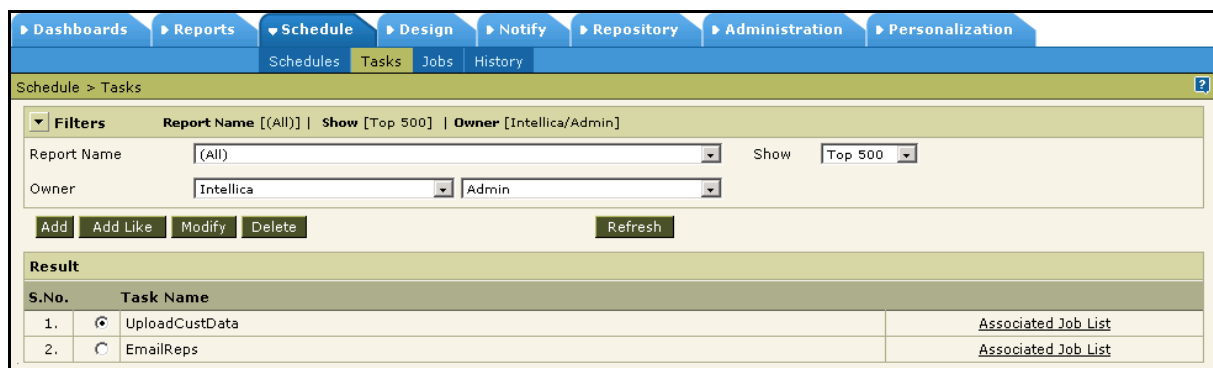 Dashboards Reports Schedule Design Notify Repository Administration Personalization
Schedules Tasks Jobs History
Schedule > Tasks ?
Filters Report Name [(All)] | Show [Top 500] | Owner [Intellica/Admin]
Report Name (All) Show Top 500
Owner Intellica Admin
Add Add Like Modify Delete Refresh
Result
S.No. Task Name
1. UploadCustData Associated Job List
2. EmailReps Associated Job List